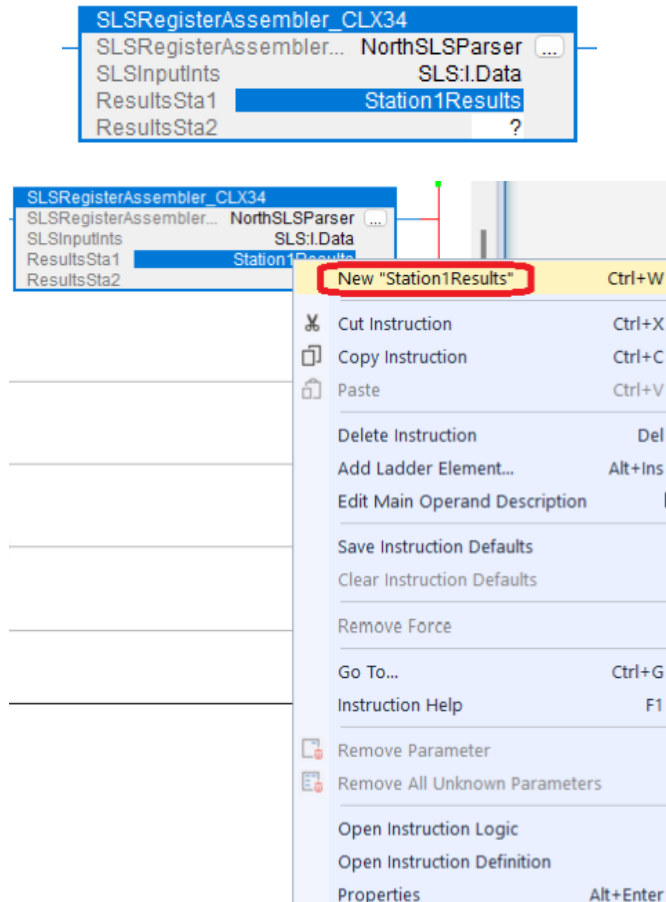 SLSRegisterAssembler_CLX34
SLSRegisterAssembler... NorthSLSParser ...
SLSInputInts SLS:I.Data
ResultsSta1 Station1Results
ResultsSta2 ?
SLSRegisterAssembler_CLX34
SLSRegisterAssembler... NorthSLSParser ...
SLSInputInts SLS:I.Data
ResultsSta1 Station1Results
ResultsSta2
New "Station1Results" Ctrl+W
Cut Instruction Ctrl+X
Copy Instruction Ctrl+C
Paste Ctrl+V
Delete Instruction Del
Add Ladder Element... Alt+Ins
Edit Main Operand Description
Save Instruction Defaults
Clear Instruction Defaults
Remove Force
Go To... Ctrl+G
Instruction Help F1
Remove Parameter
Remove All Unknown Parameters
Open Instruction Logic
Open Instruction Definition
Properties Alt+Enter